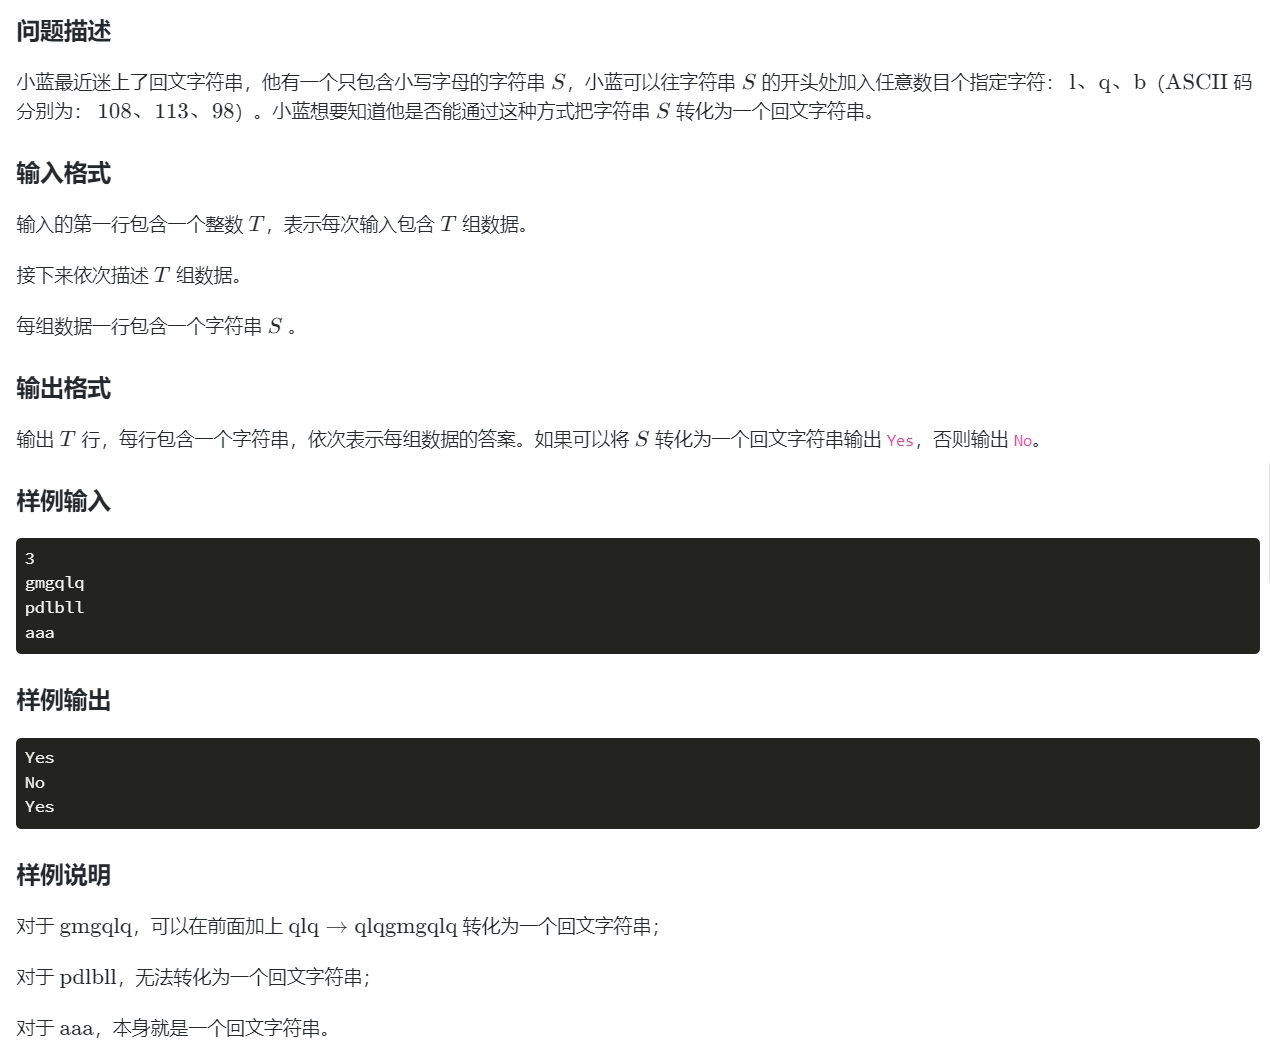 问题描述
小蓝最近迷上了回文字符串，他有一个只包含小写字母的字符串 S，小蓝可以往字符串 S 的开头处加入任意数目个指定字符： l、q、b（ASCII 码
分别为： 108、113、98）。小蓝想要知道他是否能通过这种方式把字符串 S 转化为一个回文字符串。
输入格式
输入的第一行包含一个整数 T，表示每次输入包含 T 组数据。
接下来依次描述 T 组数据。
每组数据一行包含一个字符串 S 。
输出格式
输出 T 行，每行包含一个字符串，依次表示每组数据的答案。如果可以将 S 转化为一个回文字符串输出 Yes，否则输出 No。
样例输入
3
gmgqlq
pdlbll
aaa
样例输出
Yes
No
Yes
样例说明
对于 gmgqlq，可以在前面加上 qlq → qlqgmgqlq 转化为一个回文字符串；
对于 pdlbll，无法转化为一个回文字符串；
对于 aaa，本身就是一个回文字符串。